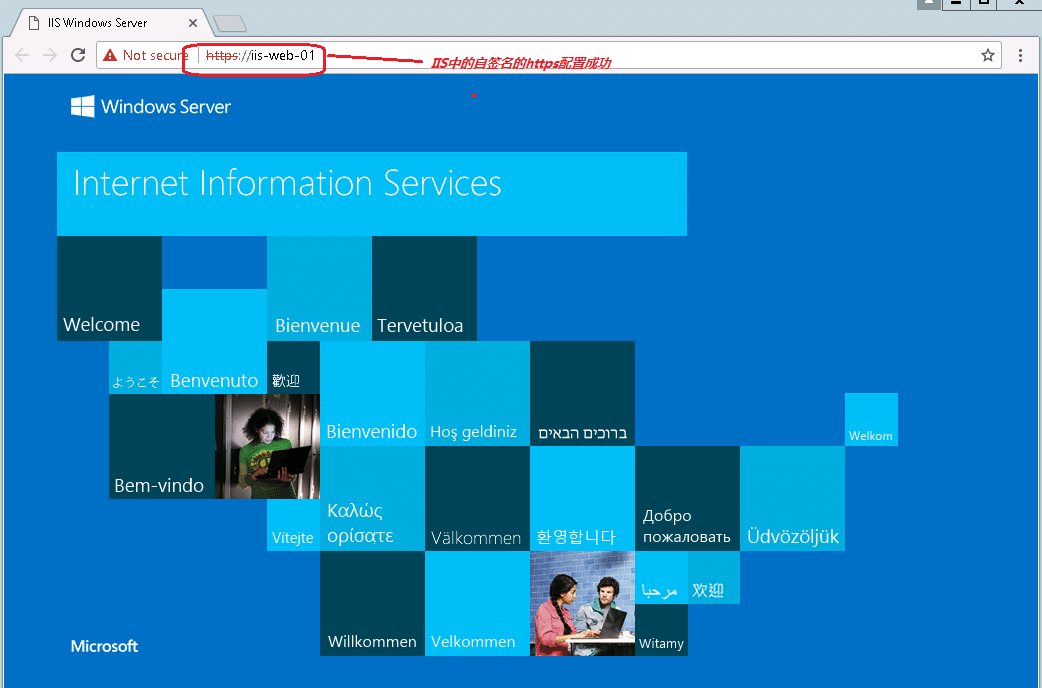 IIS Windows Server
Not secure https://iis-web-01
IIS中的自签名的https配置成功
Windows Server
Internet Information Services
Welcome
Bienvenue
Tervetuloa
ようこそ
Benvenuto
歡迎
Bienvenido
Hoş geldiniz
ברוכים הבאים
Welkom
Bem-vindo
Vítejte
Καλώς
ορίσατε
Välkommen
환영합니다
Добро
пожаловать
Üdvözöljük
مرحبا
欢迎
Willkommen
Velkommen
Witamy
Microsoft